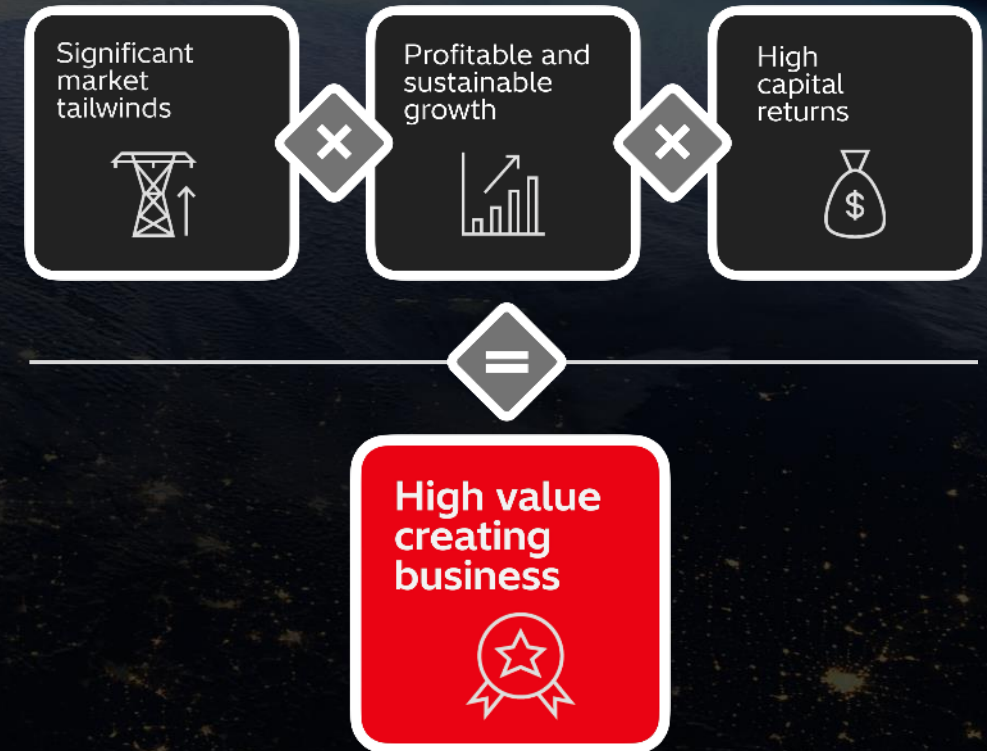 Significant
market
tailwinds
×
Profitable and
sustainable
growth
×
High
capital
returns
$
=
High value
creating
business